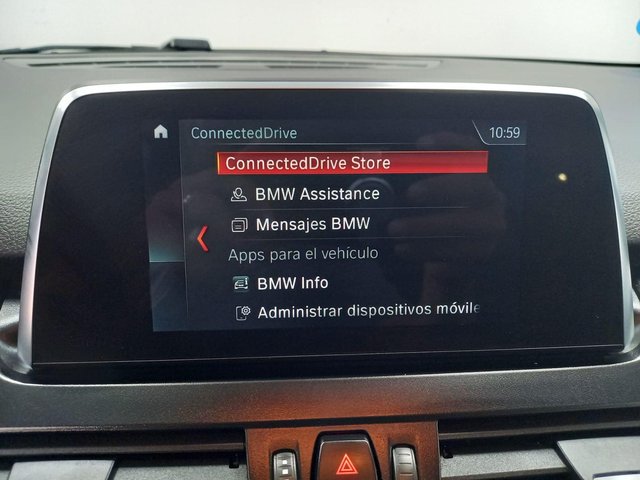 ConnectedDrive
10:59
ConnectedDrive Store
BMW Assistance
Mensajes BMW
Apps para el vehículo
BMW Info
Administrar dispositivos móvile